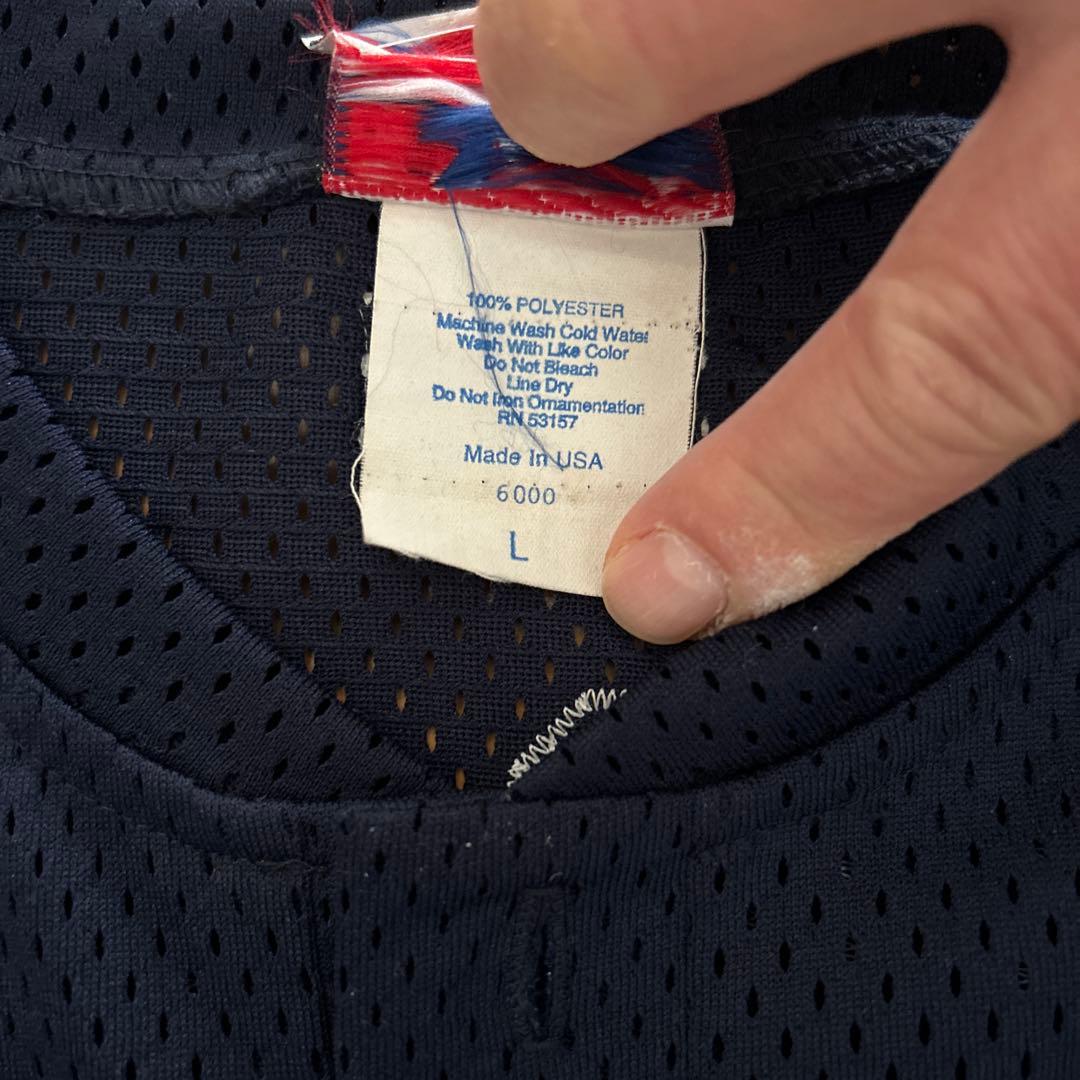 100% POLYESTER
Machine Wash Cold Water
Wash With Like Color
Do Not Bleach
Line Dry
Do Not Iron Ornamentation
RN 53157
Made In USA
6000
L